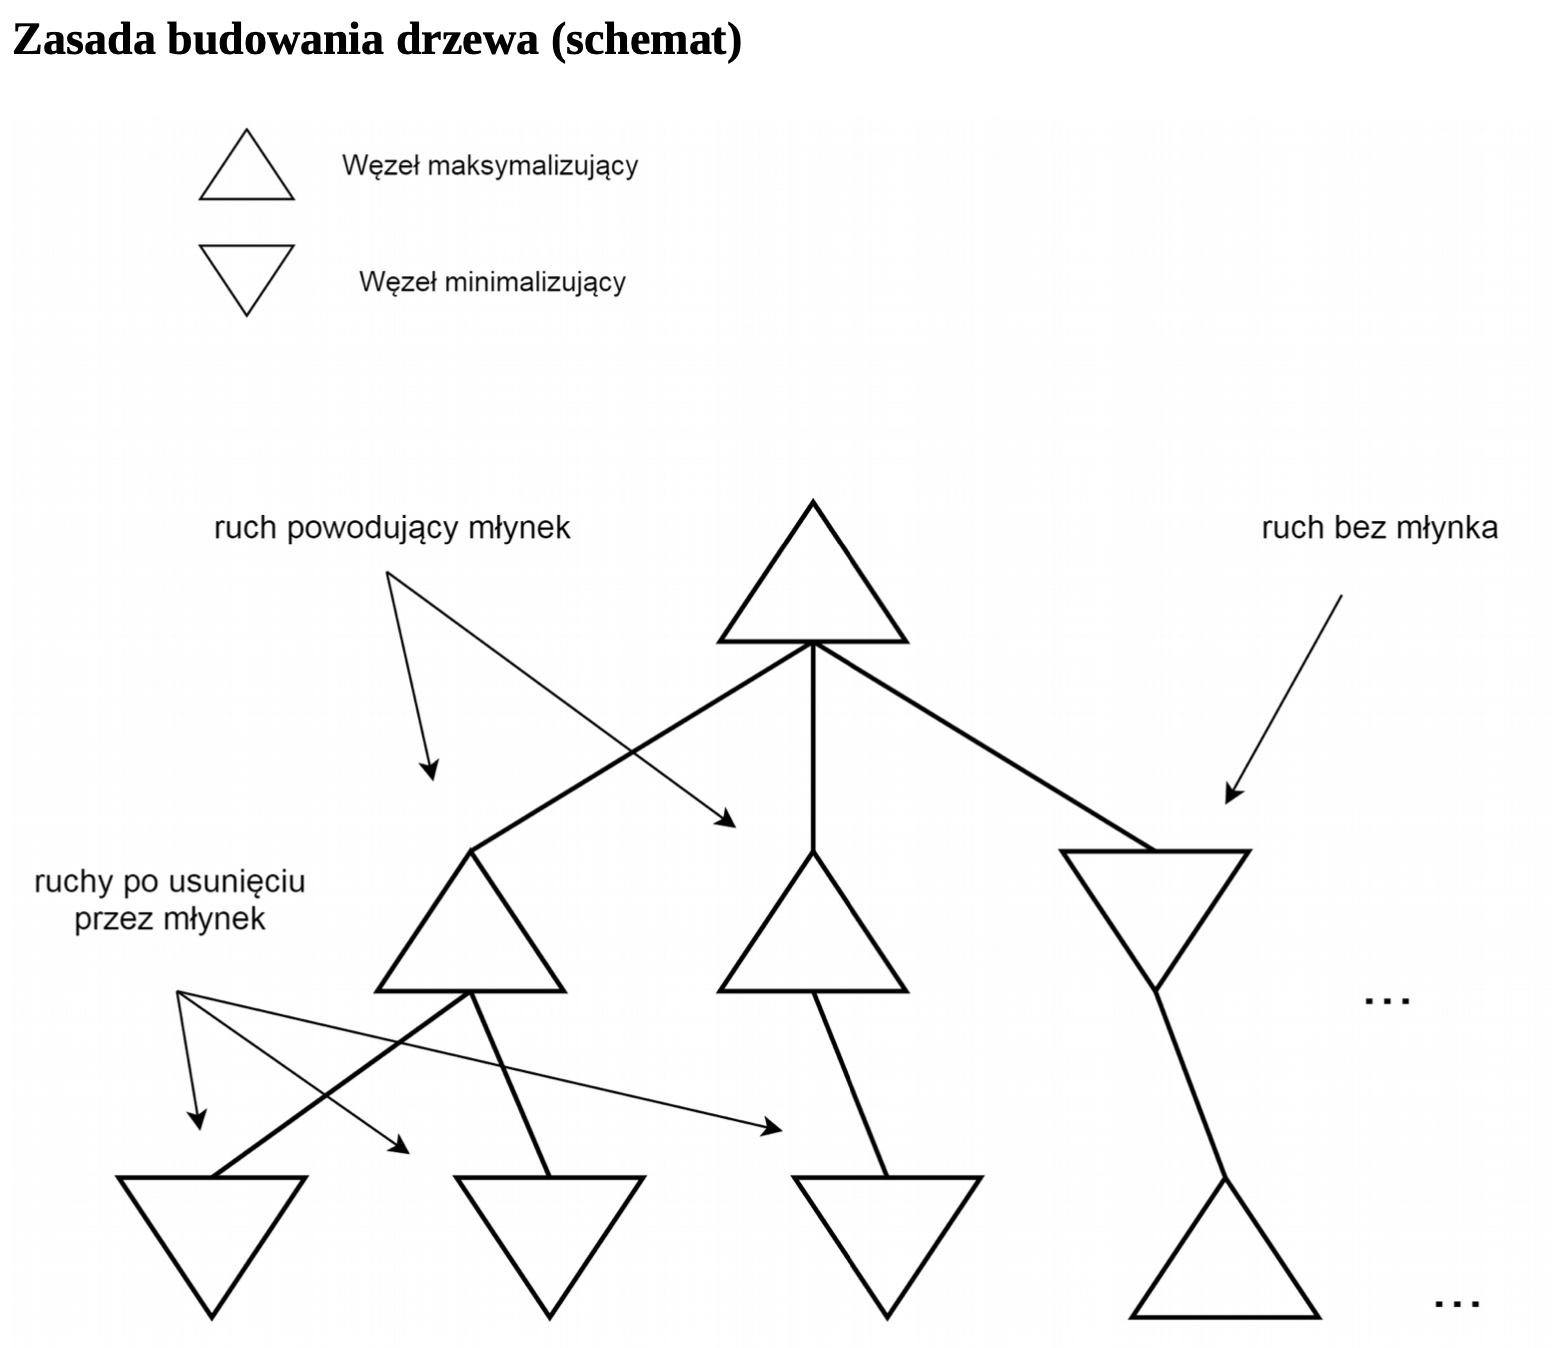 Zasada budowania drzewa (schemat)
Węzeł maksymalizujący
Węzeł minimalizujący
ruch powodujący młynek
ruch bez młynka
ruchy po usunięciu
przez młynek
...
...